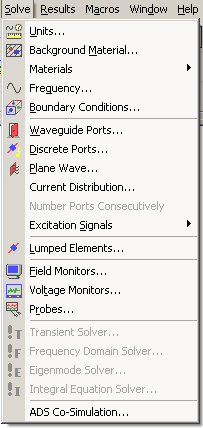 Solve Results Macros Window Help
Units...
Background Material...
Materials
Frequency...
Boundary Conditions...
Waveguide Ports...
Discrete Ports...
Plane Wave...
Current Distribution...
Number Ports Consecutively
Excitation Signals
Lumped Elements...
Field Monitors...
Voltage Monitors...
Probes...
Transient Solver...
Frequency Domain Solver...
Eigenmode Solver...
Integral Equation Solver...
ADS Co-Simulation...